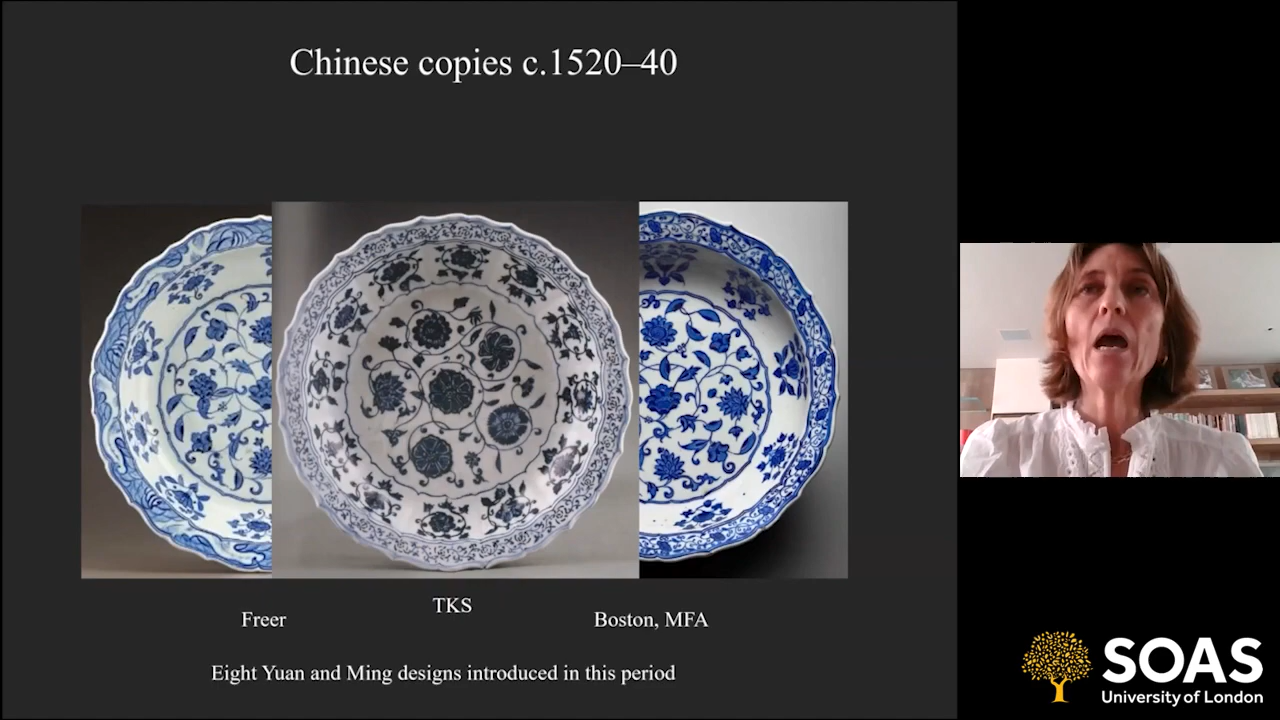 Chinese copies c.1520–40
TKS
Freer
Boston, MFA
Eight Yuan and Ming designs introduced in this period
SOAS
University of London